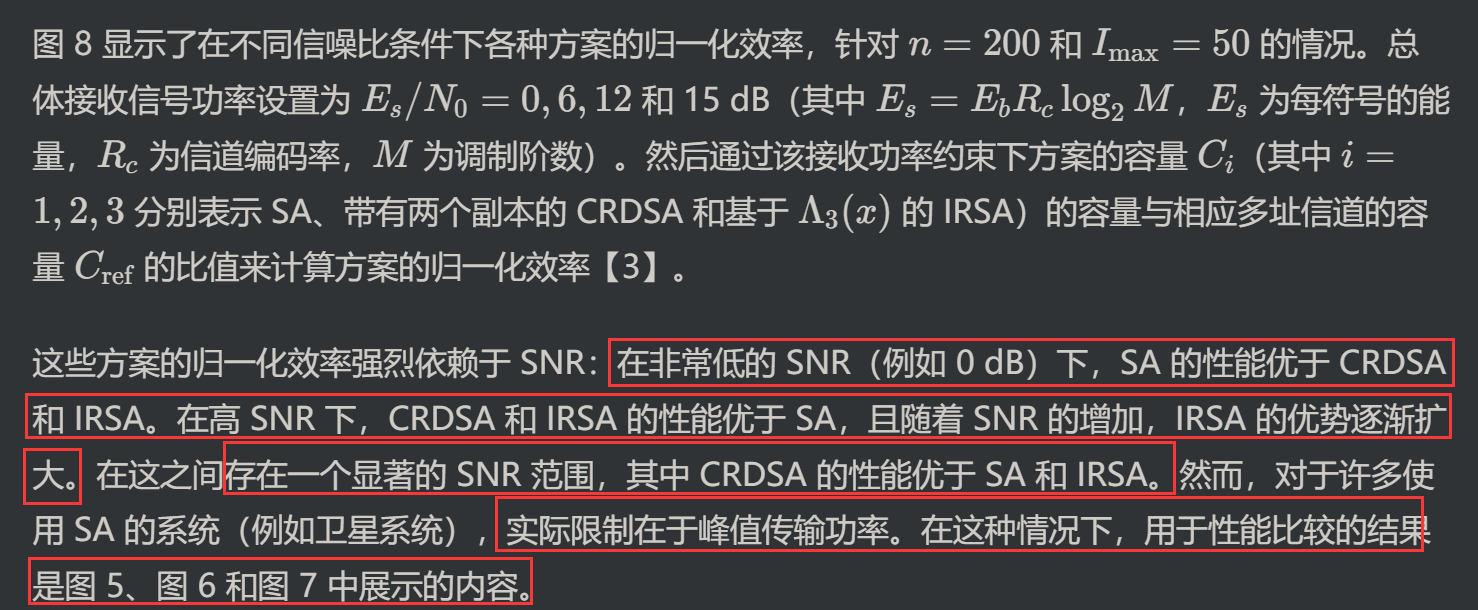 图 8 显示了在不同信噪比条件下各种方案的归一化效率，针对 n = 200 和 I_max = 50 的情况。总
体接收信号功率设置为 E_s/N_0 = 0, 6, 12 和 15 dB（其中 E_s = E_b R_c log_2 M，E_s 为每符号的能
量，R_c 为信道编码率，M 为调制阶数）。然后通过该接收功率约束下方案的容量 C_i（其中 i =
1, 2, 3 分别表示 SA、带有两个副本的 CRDSA 和基于 Λ_3(x) 的 IRSA）的容量与相应多址信道的容
量 C_ref 的比值来计算方案的归一化效率【3】。
这些方案的归一化效率强烈依赖于 SNR：在非常低的 SNR（例如 0 dB）下，SA 的性能优于 CRDSA
和 IRSA。在高 SNR 下，CRDSA 和 IRSA 的性能优于 SA，且随着 SNR 的增加，IRSA 的优势逐渐扩
大。在这之间存在一个显著的 SNR 范围，其中 CRDSA 的性能优于 SA 和 IRSA。然而，对于许多使
用 SA 的系统（例如卫星系统），实际限制在于峰值传输功率。在这种情况下，用于性能比较的结果
是图 5、图 6 和图 7 中展示的内容。